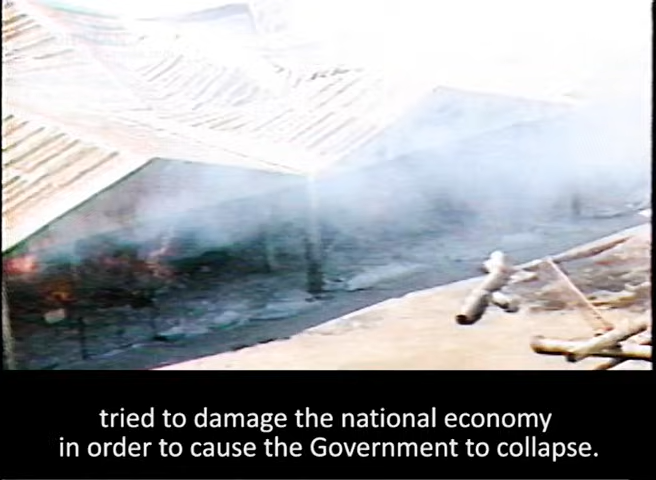 tried to damage the national economy
in order to cause the Government to collapse.